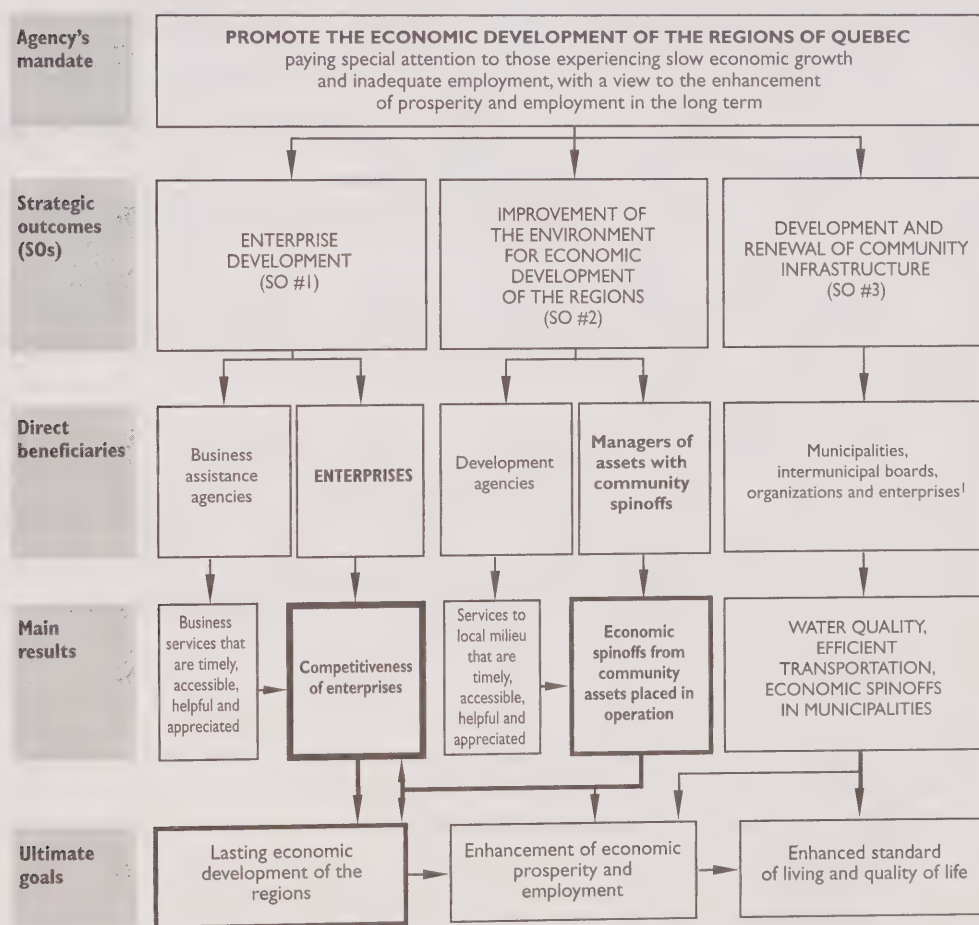 Agency's
mandate
PROMOTE THE ECONOMIC DEVELOPMENT OF THE REGIONS OF QUEBEC
paying special attention to those experiencing slow economic growth
and inadequate employment, with a view to the enhancement
of prosperity and employment in the long term
Strategic
outcomes
(SOs)
ENTERPRISE
DEVELOPMENT
(SO #1)
IMPROVEMENT OF
THE ENVIRONMENT
FOR ECONOMIC
DEVELOPMENT
OF THE REGIONS
(SO #2)
DEVELOPMENT AND
RENEWAL OF COMMUNITY
INFRASTRUCTURE
(SO #3)
Direct
beneficiaries
Business
assistance
agencies
ENTERPRISES
Development
agencies
Managers of
assets with
community
spinoffs
Municipalities,
intermunicipal boards,
organizations and enterprises¹
Main
results
Business
services that
are timely,
accessible,
helpful and
appreciated
Competitiveness
of enterprises
Services to
local milieu
that are
timely,
accessible,
helpful and
appreciated
Economic
spinoffs from
community
assets placed in
operation
WATER QUALITY,
EFFICIENT
TRANSPORTATION,
ECONOMIC SPINOFFS
IN MUNICIPALITIES
Ultimate
goals
Lasting economic
development of the
regions
Enhancement of economic
prosperity and
employment
Enhanced standard
of living and quality of life